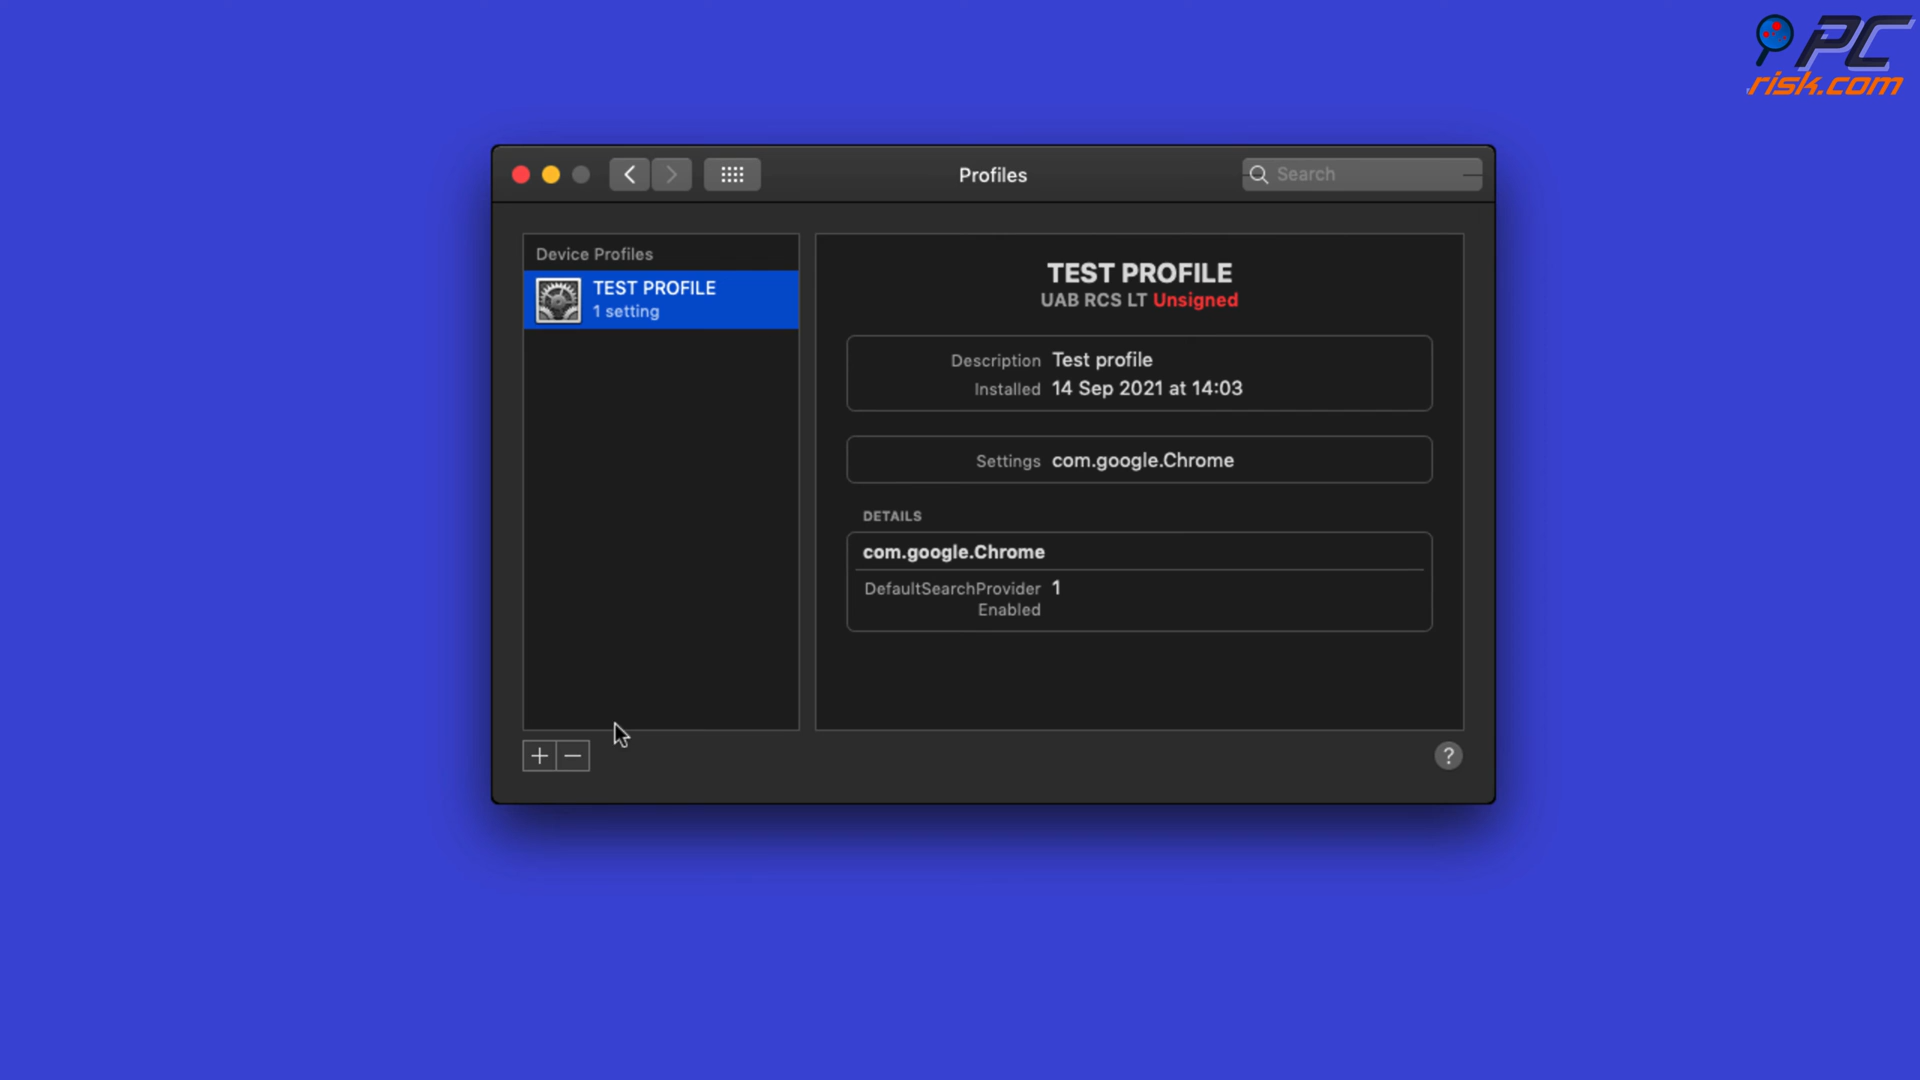 PC
risk.com
Profiles
Search
Device Profiles
TEST PROFILE
1 setting
TEST PROFILE
UAB RCS LT Unsigned
Description Test profile
Installed 14 Sep 2021 at 14:03
Settings com.google.Chrome
DETAILS
com.google.Chrome
DefaultSearchProvider 1
Enabled
?